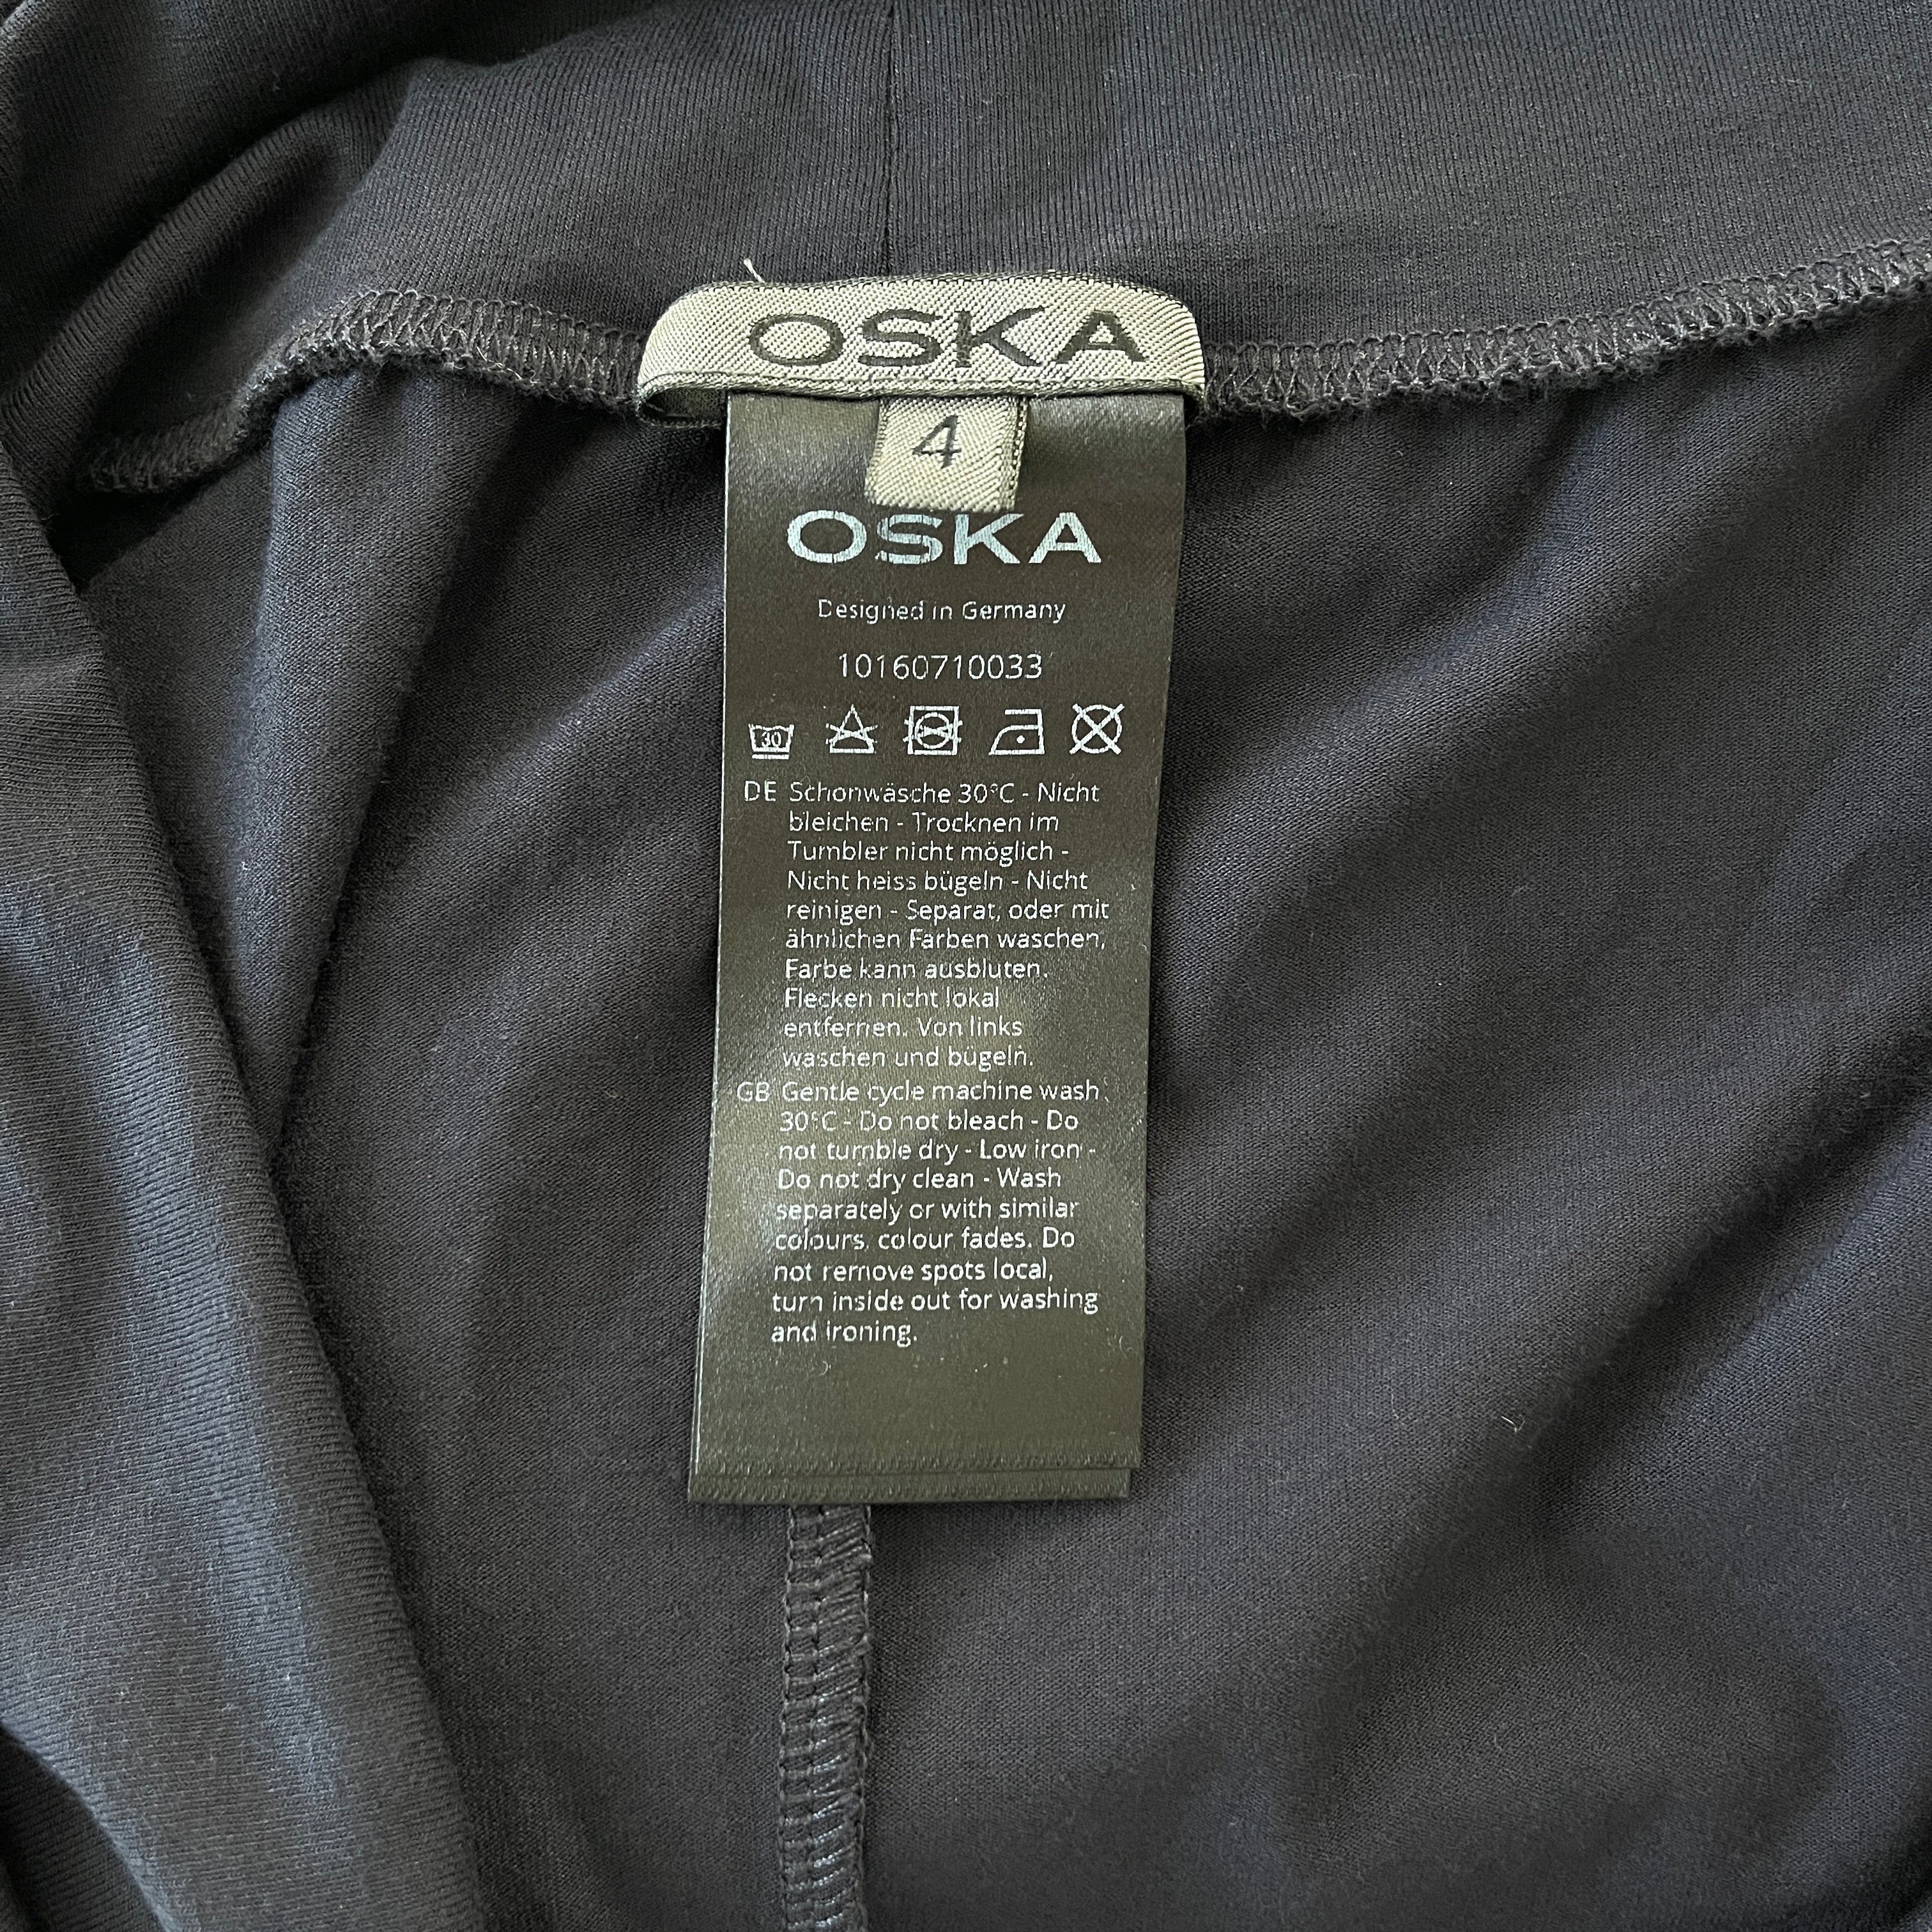 OSKA
4
OSKA
Designed in Germany
10160710033
30
DE Schonwäsche 30°C - Nicht
bleichen - Trocknen im
Tumbler nicht möglich -
Nicht heiss bügeln - Nicht
reinigen - Separat, oder mit
ähnlichen Farben waschen,
Farbe kann ausbluten.
Flecken nicht lokal
entfernen. Von links
waschen und bügeln.
GB Gentle cycle machine wash
30°C - Do not bleach - Do
not tumble dry - Low iron -
Do not dry clean - Wash
separately or with similar
colours, colour fades. Do
not remove spots local,
turn inside out for washing
and ironing.